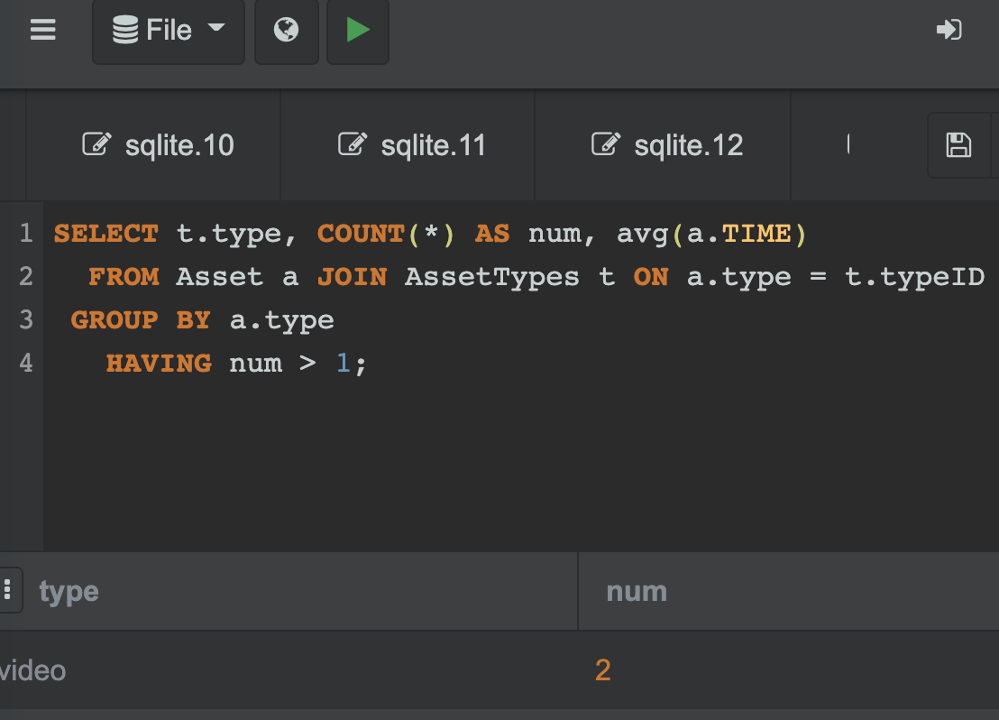 File
sqlite.10 sqlite.11 sqlite.12
1 SELECT t.type, COUNT(*) AS num, avg(a.TIME)
2 FROM Asset a JOIN AssetTypes t ON a.type = t.typeID
3 GROUP BY a.type
4 HAVING num > 1;
type num
video 2